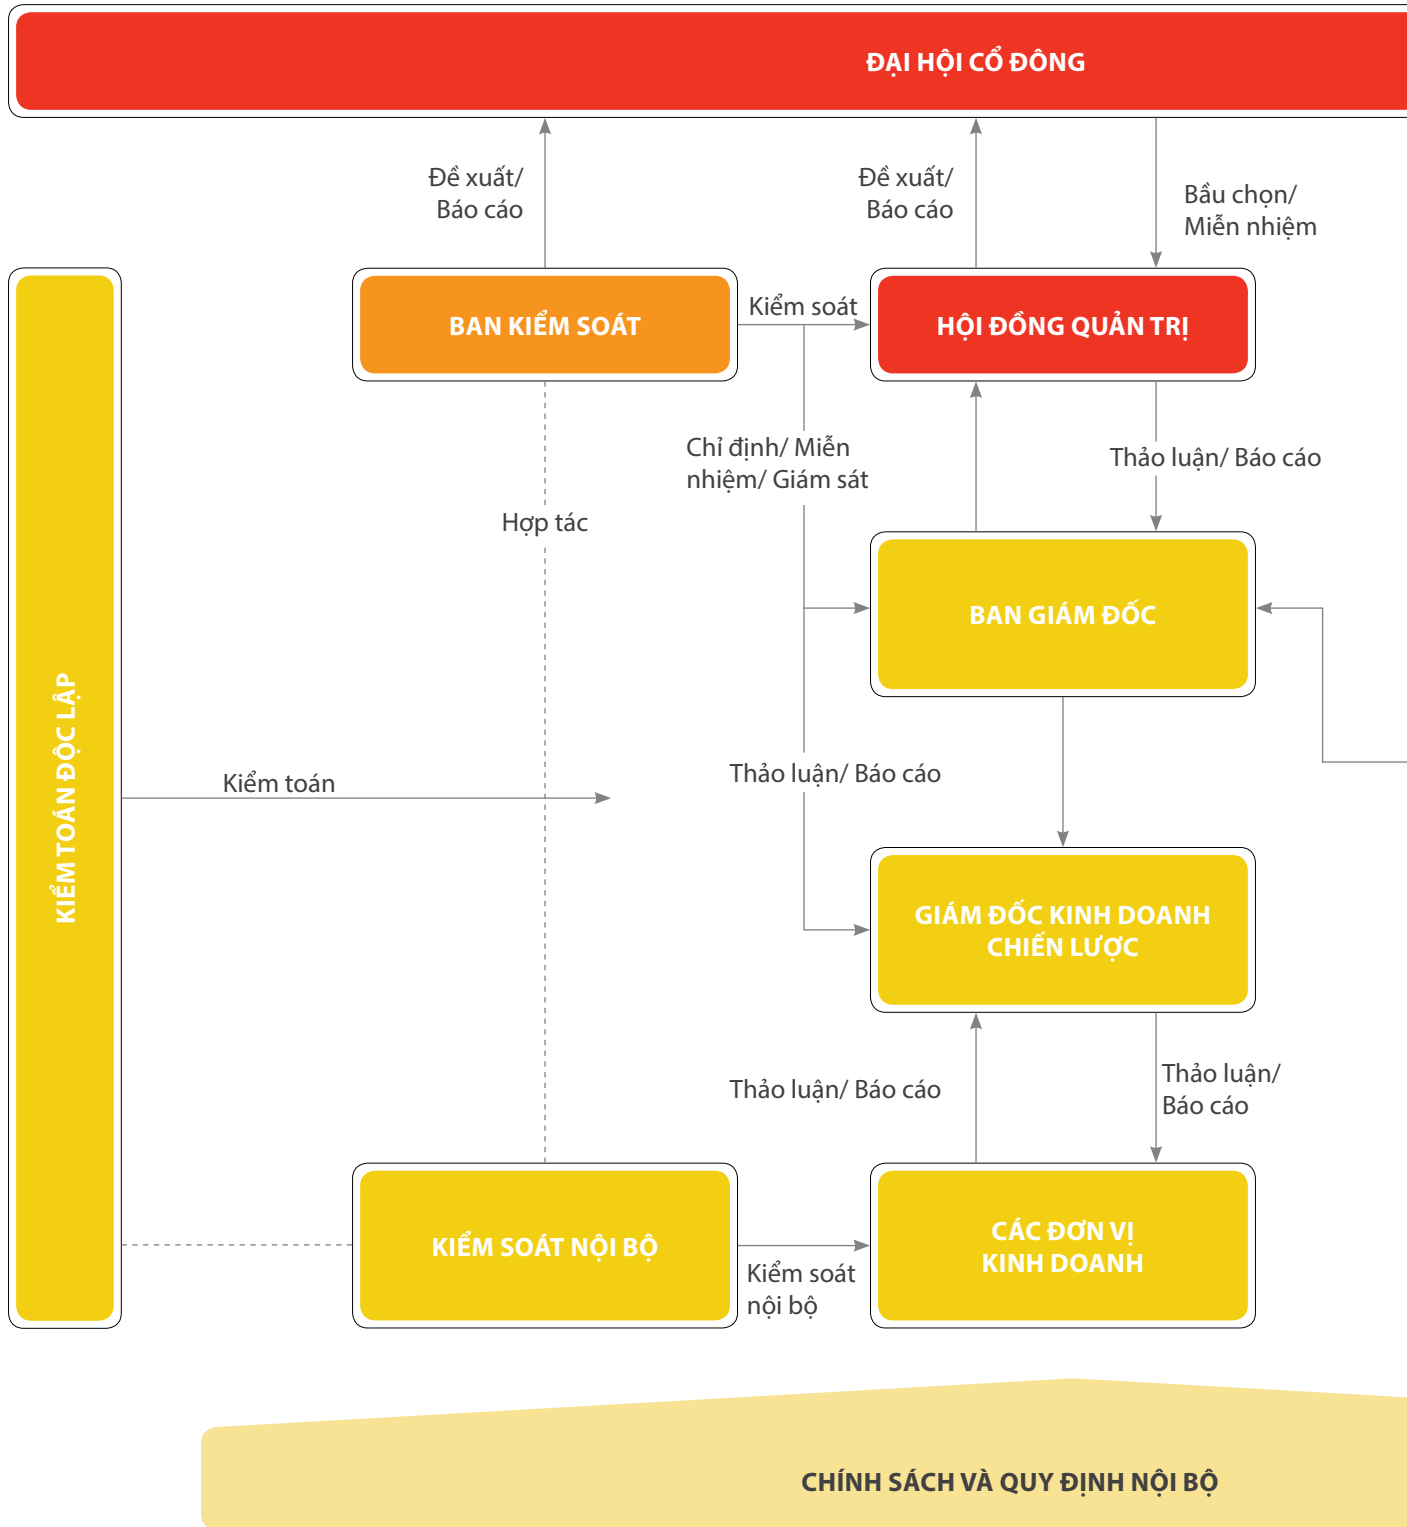 ĐẠI HỘI CỔ ĐÔNG
Đề xuất/
Báo cáo
Đề xuất/
Báo cáo
Bầu chọn/
Miễn nhiệm
BAN KIỂM SOÁT
Kiểm soát
HỘI ĐỒNG QUẢN TRỊ
Chỉ định/ Miễn
nhiệm/ Giám sát
Thảo luận/ Báo cáo
Hợp tác
BAN GIÁM ĐỐC
KIỂM TOÁN ĐỘC LẬP
Kiểm toán
Thảo luận/ Báo cáo
GIÁM ĐỐC KINH DOANH
CHIẾN LƯỢC
Thảo luận/ Báo cáo
Thảo luận/
Báo cáo
KIỂM SOÁT NỘI BỘ
Kiểm soát
nội bộ
CÁC ĐƠN VỊ
KINH DOANH
CHÍNH SÁCH VÀ QUY ĐỊNH NỘI BỘ